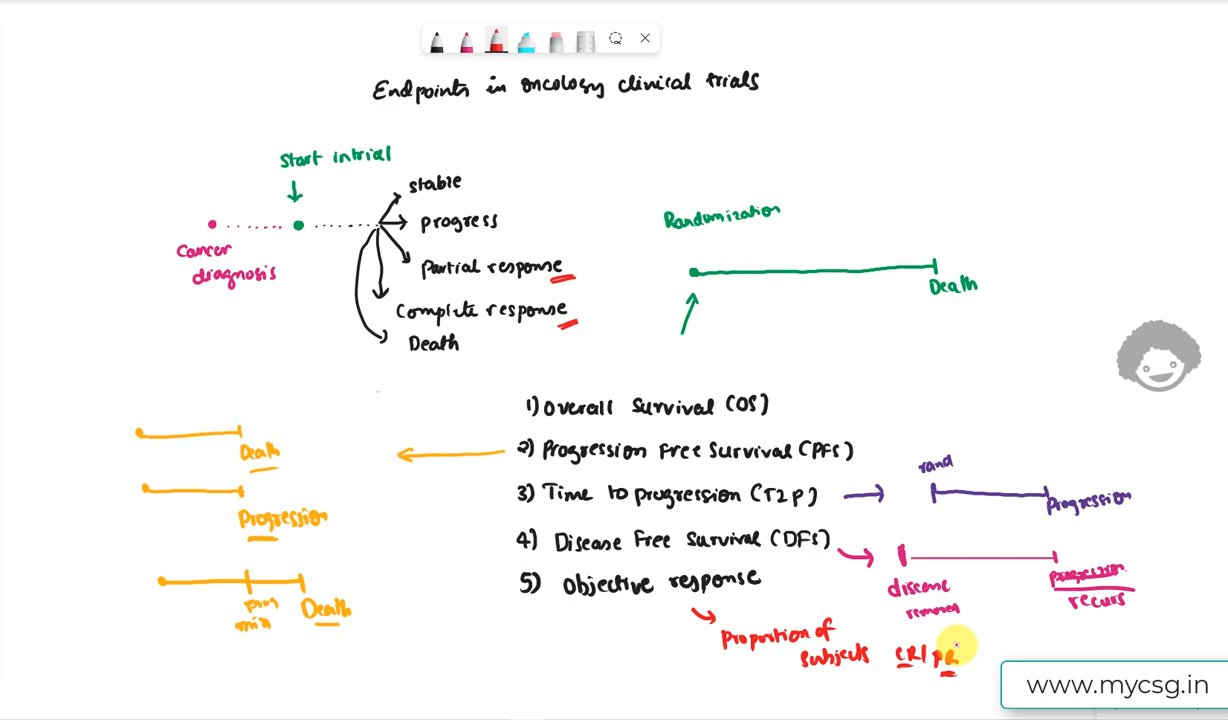 Endpoints in oncology clinical trials
Start in trial
stable
progress
Partial response
Complete response
Death
Cancer
diagnosis
Randomization
Death
1) Overall Survival (OS)
2) Progression Free Survival (PFS)
3) Time to progression (T2P)
4) Disease Free Survival (DFS)
5) Objective response
Death
Progression
Death
rand
Progression
disease
removed
progression
recurs
Proportion of
subjects CR/PR
www.mycsg.in